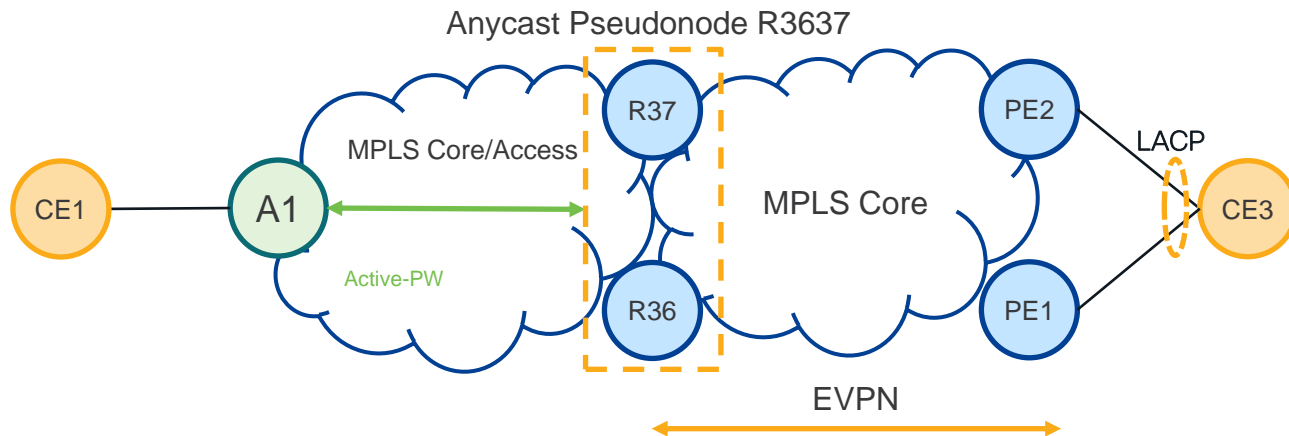 Anycast Pseudonode R3637
R37
PE2
MPLS Core/Access
LACP
CE1
A1
MPLS Core
CE3
Active-PW
R36
PE1
EVPN